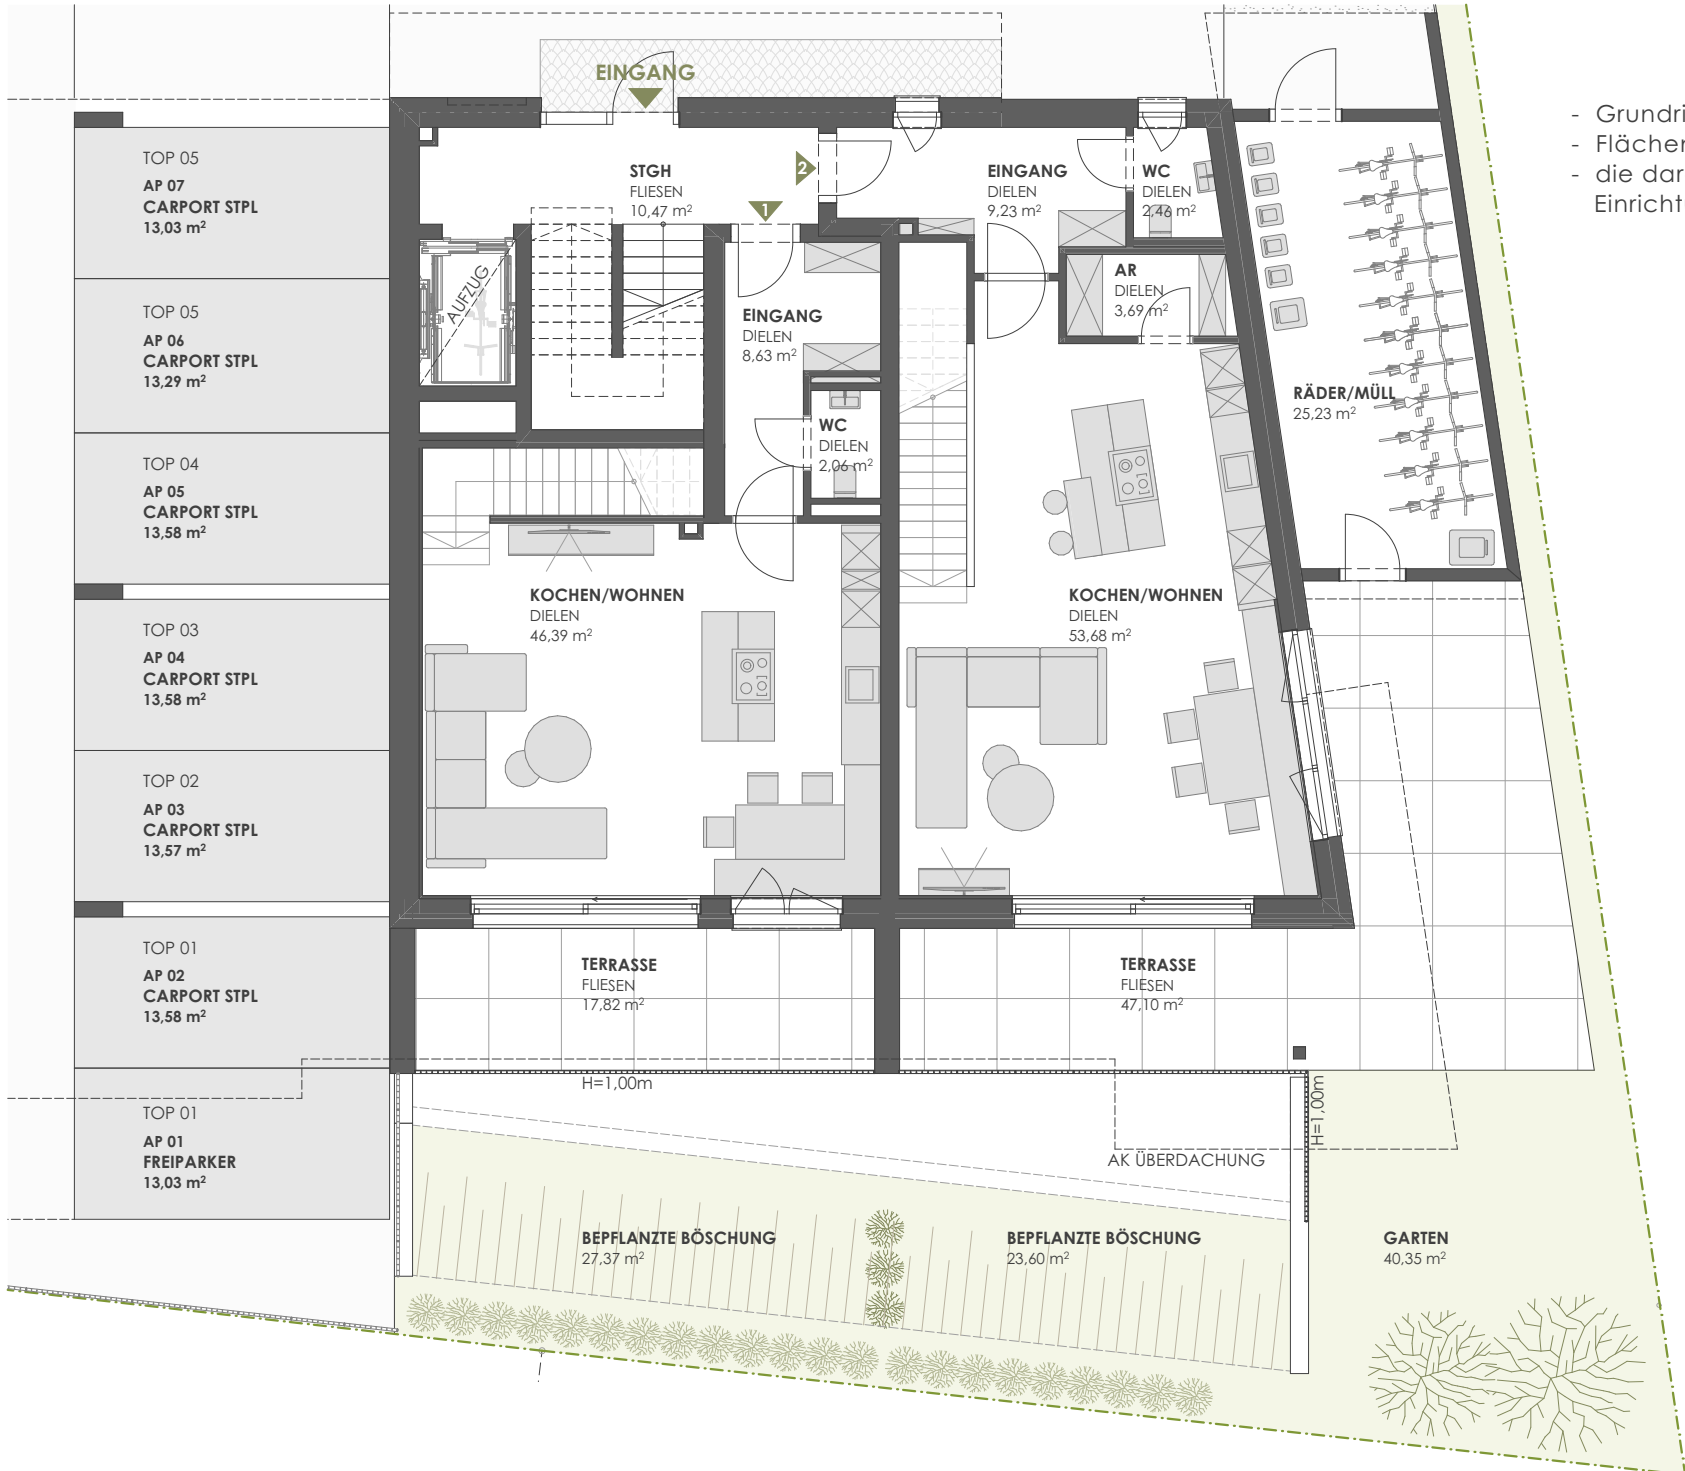 EINGANG
- Grundri
- Flächen
- die dar
Einricht
TOP 05
AP 07
CARPORT STPL
13,03 m²
TOP 05
AP 06
CARPORT STPL
13,29 m²
TOP 04
AP 05
CARPORT STPL
13,58 m²
TOP 03
AP 04
CARPORT STPL
13,58 m²
TOP 02
AP 03
CARPORT STPL
13,57 m²
TOP 01
AP 02
CARPORT STPL
13,58 m²
TOP 01
AP 01
FREIPARKER
13,03 m²
STGH
FLIESEN
10,47 m²
2
1
AUFZUG
EINGANG
DIELEN
8,63 m²
WC
DIELEN
2,06 m²
EINGANG
DIELEN
9,23 m²
WC
DIELEN
2,46 m²
AR
DIELEN
3,69 m²
RÄDER/MÜLL
25,23 m²
KOCHEN/WOHNEN
DIELEN
46,39 m²
KOCHEN/WOHNEN
DIELEN
53,68 m²
TERRASSE
FLIESEN
17,82 m²
TERRASSE
FLIESEN
47,10 m²
H=1,00m
H=1,00m
AK ÜBERDACHUNG
BEPFLANZTE BÖSCHUNG
27,37 m²
BEPFLANZTE BÖSCHUNG
23,60 m²
GARTEN
40,35 m²